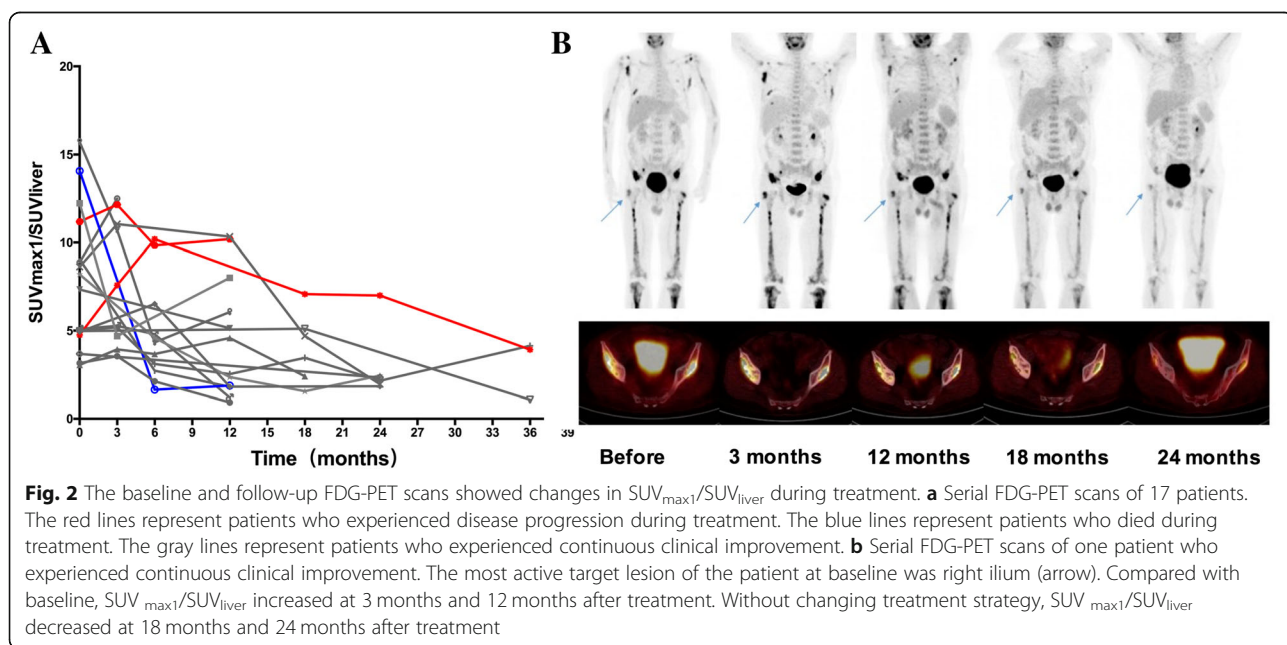 A
B
20
15
10
5
0
SUVmax1/SUVliver
0 3 6 9 12 15 18 21 24 27 30 33 36 39
Time (months)
Before 3 months 12 months 18 months 24 months
Fig. 2 The baseline and follow-up FDG-PET scans showed changes in SUVmax1/SUVliver during treatment. a Serial FDG-PET scans of 17 patients.
The red lines represent patients who experienced disease progression during treatment. The blue lines represent patients who died during
treatment. The gray lines represent patients who experienced continuous clinical improvement. b Serial FDG-PET scans of one patient who
experienced continuous clinical improvement. The most active target lesion of the patient at baseline was right ilium (arrow). Compared with
baseline, SUV max1/SUVliver increased at 3 months and 12 months after treatment. Without changing treatment strategy, SUV max1/SUVliver
decreased at 18 months and 24 months after treatment